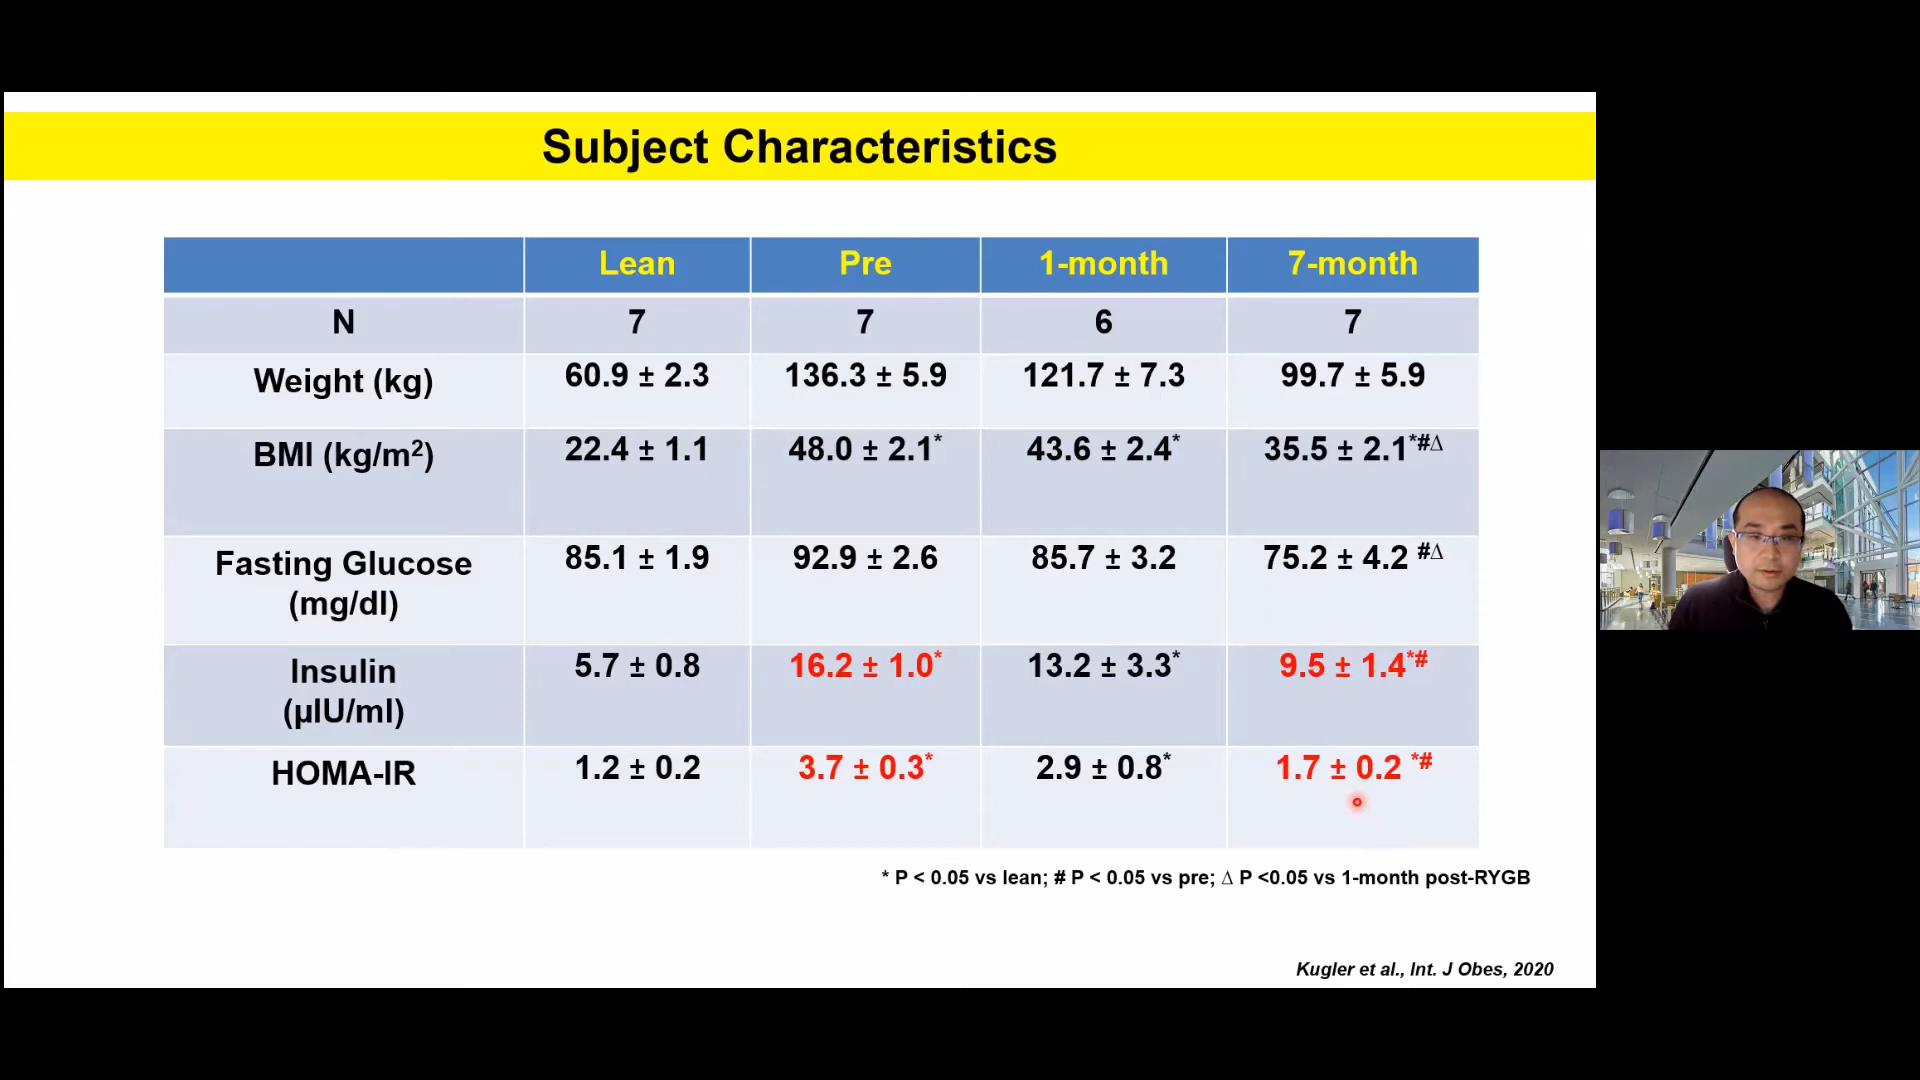 Subject Characteristics
Lean Pre 1-month 7-month
N 7 7 6 7
Weight (kg) 60.9 ± 2.3 136.3 ± 5.9 121.7 ± 7.3 99.7 ± 5.9
BMI (kg/m²) 22.4 ± 1.1 48.0 ± 2.1* 43.6 ± 2.4* 35.5 ± 2.1*#Δ
Fasting Glucose 85.1 ± 1.9 92.9 ± 2.6 85.7 ± 3.2 75.2 ± 4.2 #Δ
(mg/dl)
Insulin 5.7 ± 0.8 16.2 ± 1.0* 13.2 ± 3.3* 9.5 ± 1.4*#
(µIU/ml)
HOMA-IR 1.2 ± 0.2 3.7 ± 0.3* 2.9 ± 0.8* 1.7 ± 0.2 *#
* P < 0.05 vs lean; # P < 0.05 vs pre; Δ P <0.05 vs 1-month post-RYGB
Kugler et al., Int. J Obes, 2020